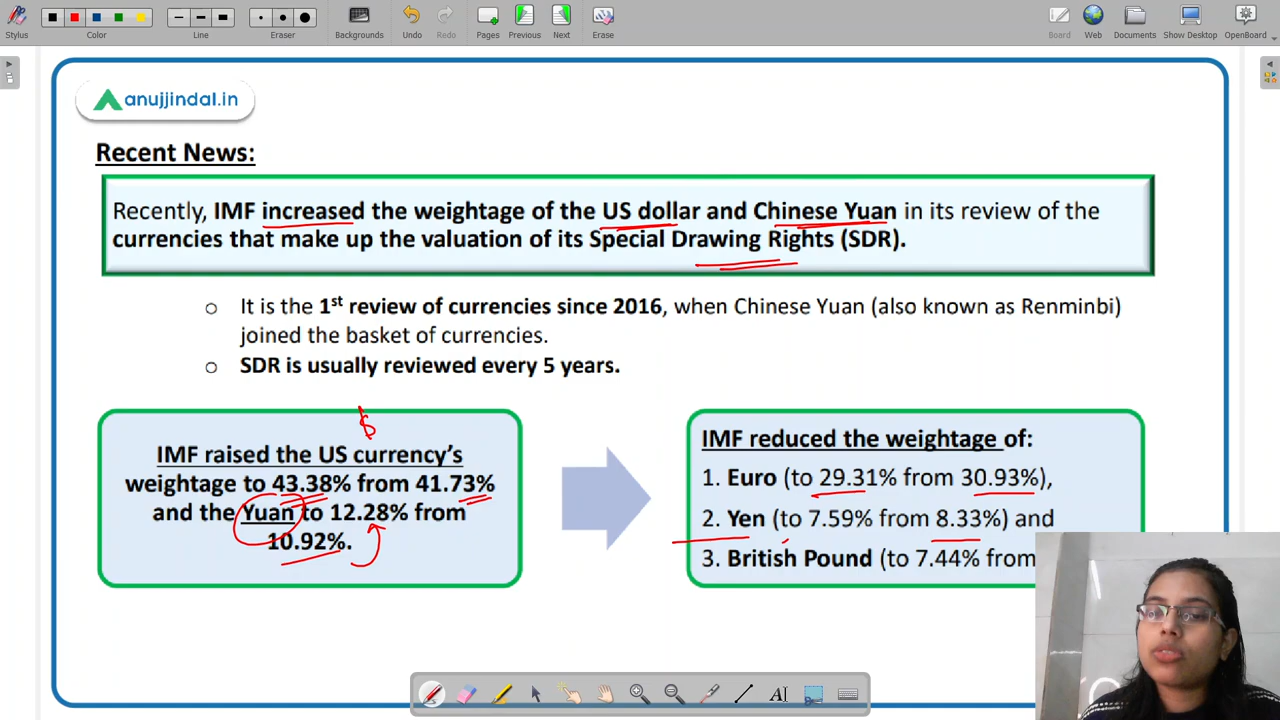 Stylus
Color
Line
Eraser
Backgrounds
Undo
Redo
Pages
Previous
Next
Erase
Board
Web
Documents
Show Desktop
OpenBoard
anujjindal.in
Recent News:
Recently, IMF increased the weightage of the US dollar and Chinese Yuan in its review of the
currencies that make up the valuation of its Special Drawing Rights (SDR).
o It is the 1st review of currencies since 2016, when Chinese Yuan (also known as Renminbi)
joined the basket of currencies.
o SDR is usually reviewed every 5 years.
$
IMF raised the US currency's
weightage to 43.38% from 41.73%
and the Yuan to 12.28% from
10.92%.
IMF reduced the weightage of:
1. Euro (to 29.31% from 30.93%),
2. Yen (to 7.59% from 8.33%) and
3. British Pound (to 7.44% from